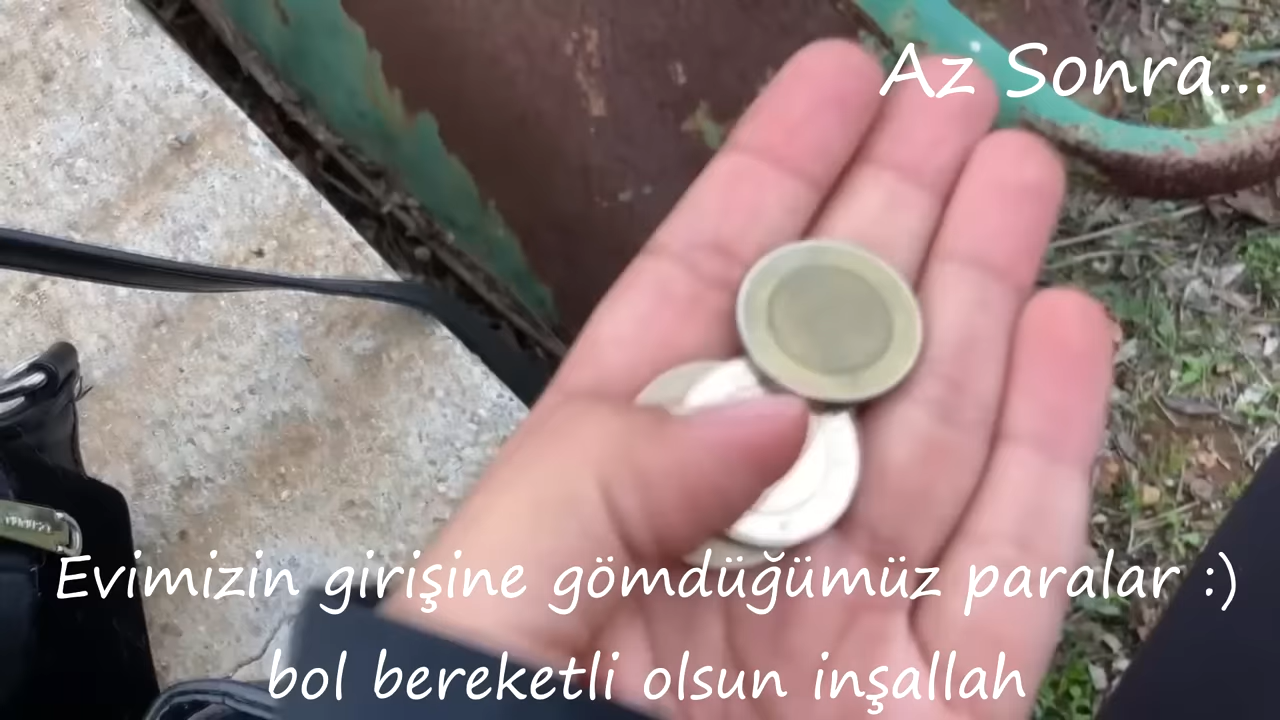 Az Sonra...
Evimizin girişine gömdüğümüz paralar :)
bol bereketli olsun inşallah